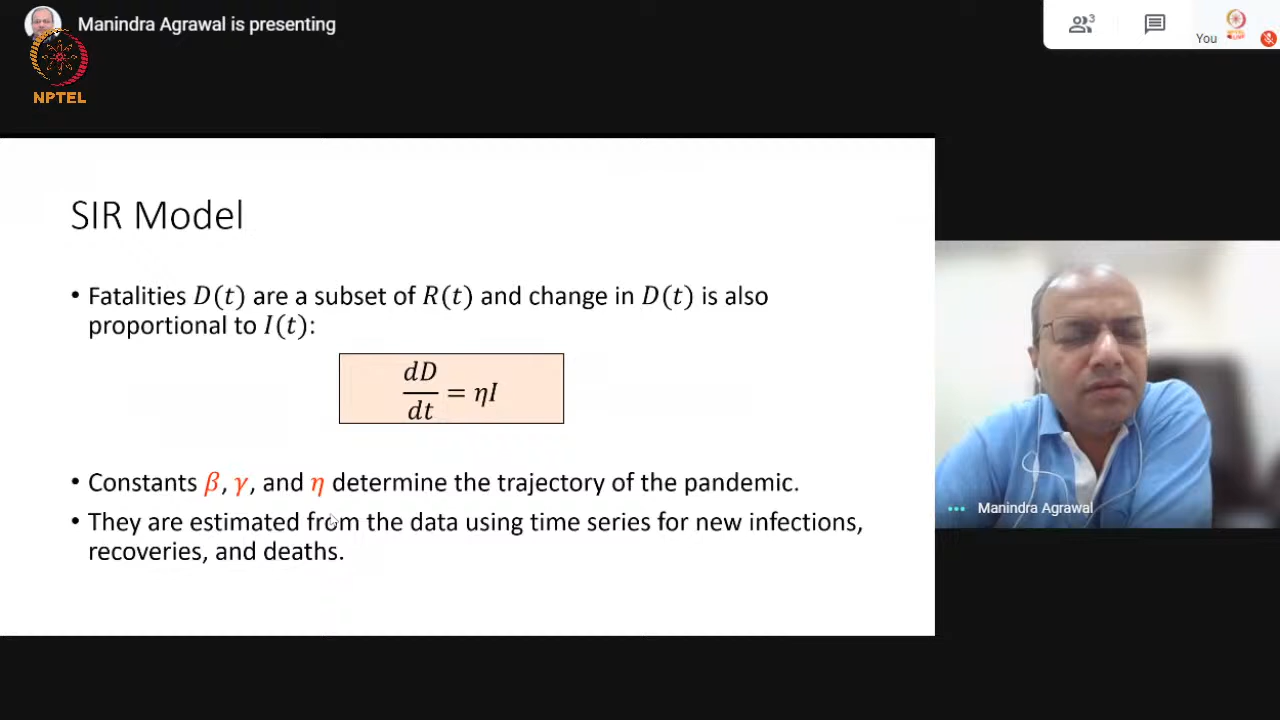 Manindra Agrawal is presenting
3
You
NPTEL
SIR Model
• Fatalities D(t) are a subset of R(t) and change in D(t) is also
proportional to I(t):
dD/dt = ηI
• Constants β, γ, and η determine the trajectory of the pandemic.
• They are estimated from the data using time series for new infections,
recoveries, and deaths.
Manindra Agrawal